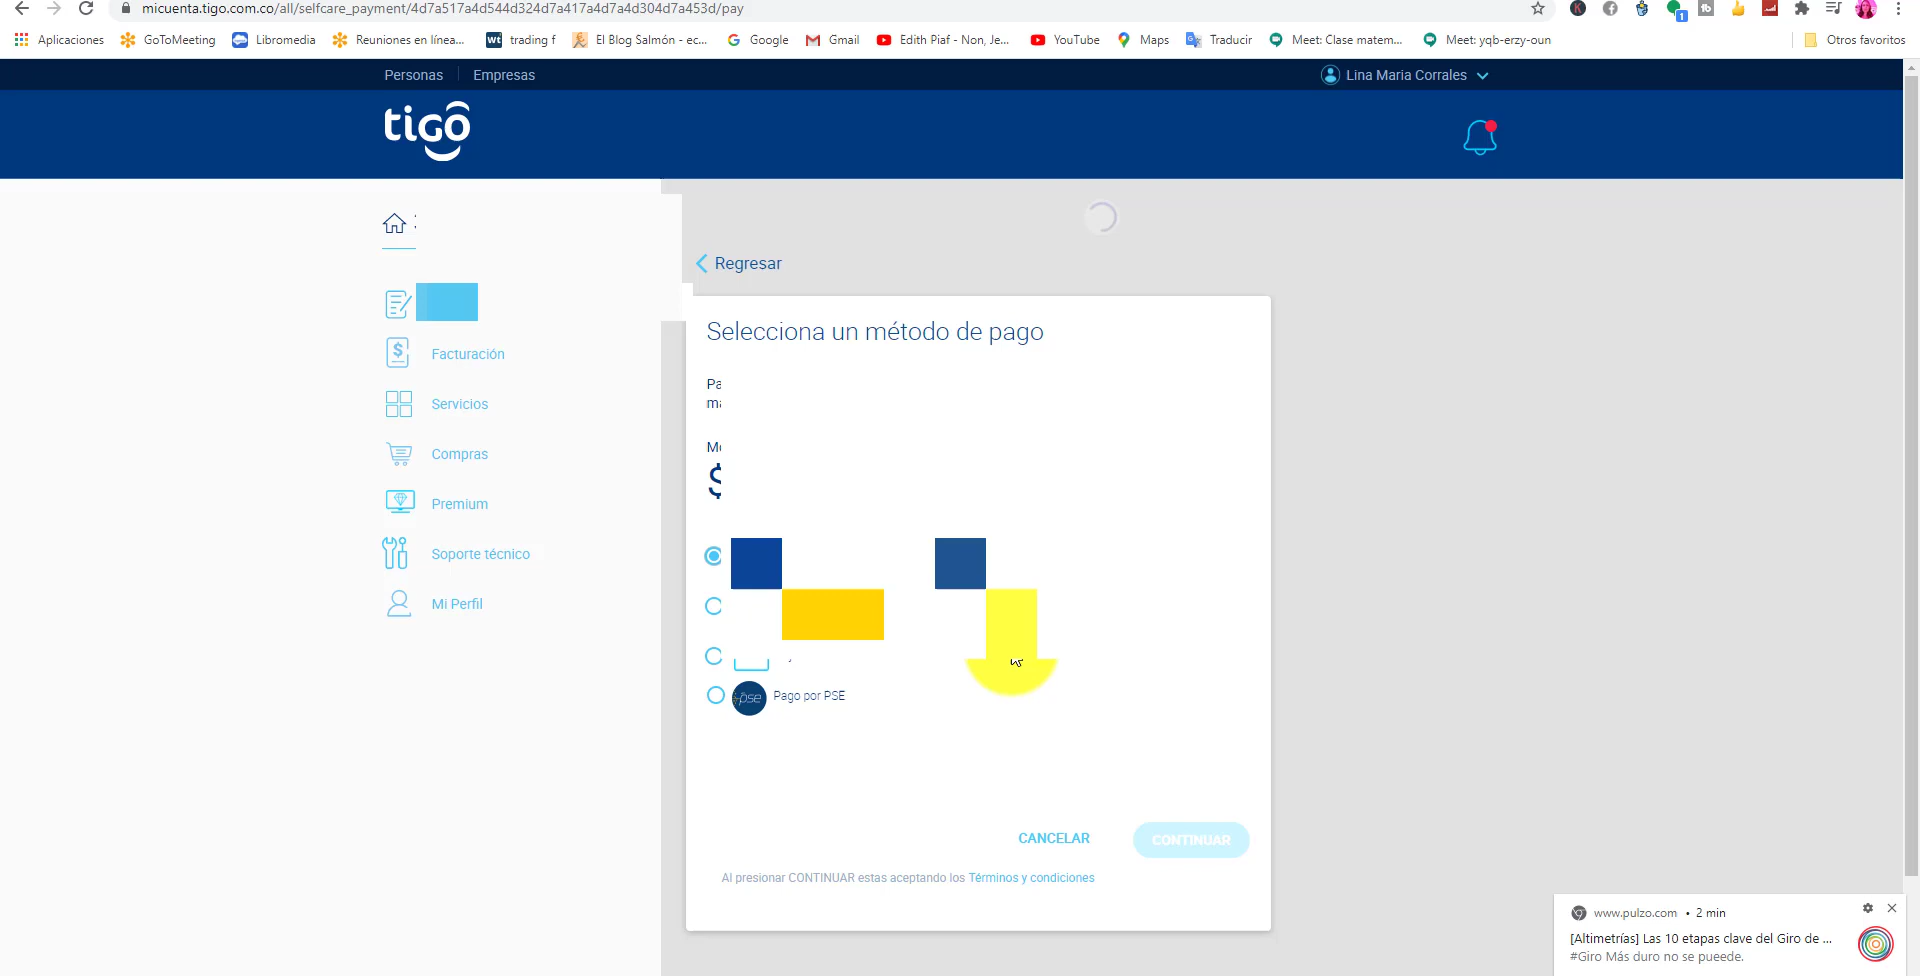 micuenta.tigo.com.co/all/selfcare_payment/4d7a517a4d544d324d7a417a4d7a4d304d7a453d/pay
Aplicaciones GoToMeeting Libromedia Reuniones en línea... wt trading f El Blog Salmón - ec... Google Gmail Edith Piaf - Non, Je... YouTube Maps Traducir Meet: Clase matem... Meet: yqb-erzy-oun Otros favoritos
Personas Empresas Lina Maria Corrales
tigo
Regresar
Selecciona un método de pago
Facturación
Servicios
Compras
Premium
Soporte técnico
Mi Perfil
$
pse Pago por PSE
CANCELAR CONTINUAR
Al presionar CONTINUAR estas aceptando los Términos y condiciones
www.pulzo.com • 2 min
[Altimetrías] Las 10 etapas clave del Giro de ...
#Giro Más duro no se pueede.